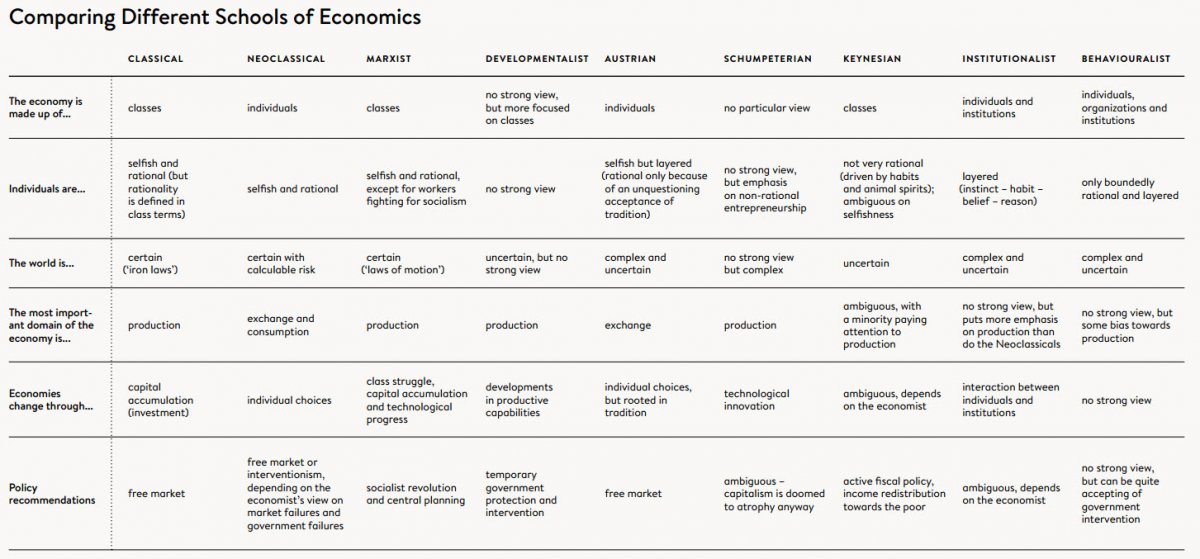 Comparing Different Schools of Economics
CLASSICAL NEOCLASSICAL MARXIST DEVELOPMENTALIST AUSTRIAN SCHUMPETERIAN KEYNESIAN INSTITUTIONALIST BEHAVIOURALIST
The economy is
made up of...
classes
individuals
classes
no strong view,
but more focused
on classes
individuals
no particular view
classes
individuals and
institutions
individuals,
organizations and
institutions
Individuals are...
selfish and
rational (but
rationality
is defined in
class terms)
selfish and rational
selfish and rational,
except for workers
fighting for socialism
no strong view
selfish but layered
(rational only because
of an unquestioning
acceptance of
tradition)
no strong view,
but emphasis
on non-rational
entrepreneurship
not very rational
(driven by habits
and animal spirits);
ambiguous on
selfishness
layered
(instinct – habit –
belief – reason)
only boundedly
rational and layered
The world is...
certain
(‘iron laws’)
certain with
calculable risk
certain
(‘laws of motion’)
uncertain, but no
strong view
complex and
uncertain
no strong view
but complex
uncertain
complex and
uncertain
complex and
uncertain
The most import-
ant domain of the
economy is...
production
exchange and
consumption
production
production
exchange
production
ambiguous, with
a minority paying
attention to
production
no strong view, but
puts more emphasis
on production than
do the Neoclassicals
no strong view, but
some bias towards
production
Economies
change through...
capital
accumulation
(investment)
individual choices
class struggle,
capital accumulation
and technological
progress
developments
in productive
capabilities
individual choices,
but rooted in
tradition
technological
innovation
ambiguous, depends
on the economist
interaction between
individuals and
institutions
no strong view
Policy
recommendations
free market
free market or
interventionism,
depending on the
economist’s view on
market failures and
government failures
socialist revolution
and central planning
temporary
government
protection and
intervention
free market
ambiguous –
capitalism is doomed
to atrophy anyway
active fiscal policy,
income redistribution
towards the poor
ambiguous, depends
on the economist
no strong view,
but can be quite
accepting of
government
intervention